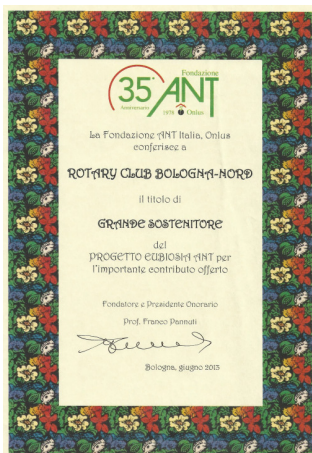 Fondazione
35° ANT
Anniversario
1978 Onlus
La Fondazione ANT Italia, Onlus
conferisce a
ROTARY CLUB BOLOGNA-NORD
il titolo di
GRANDE SOSTENITORE
del
PROGETTO EUBIOSIA ANT per
l'importante contributo offerto
Fondatore e Presidente Onorario
Prof. Franco Pannuti
Bologna, giugno 2013